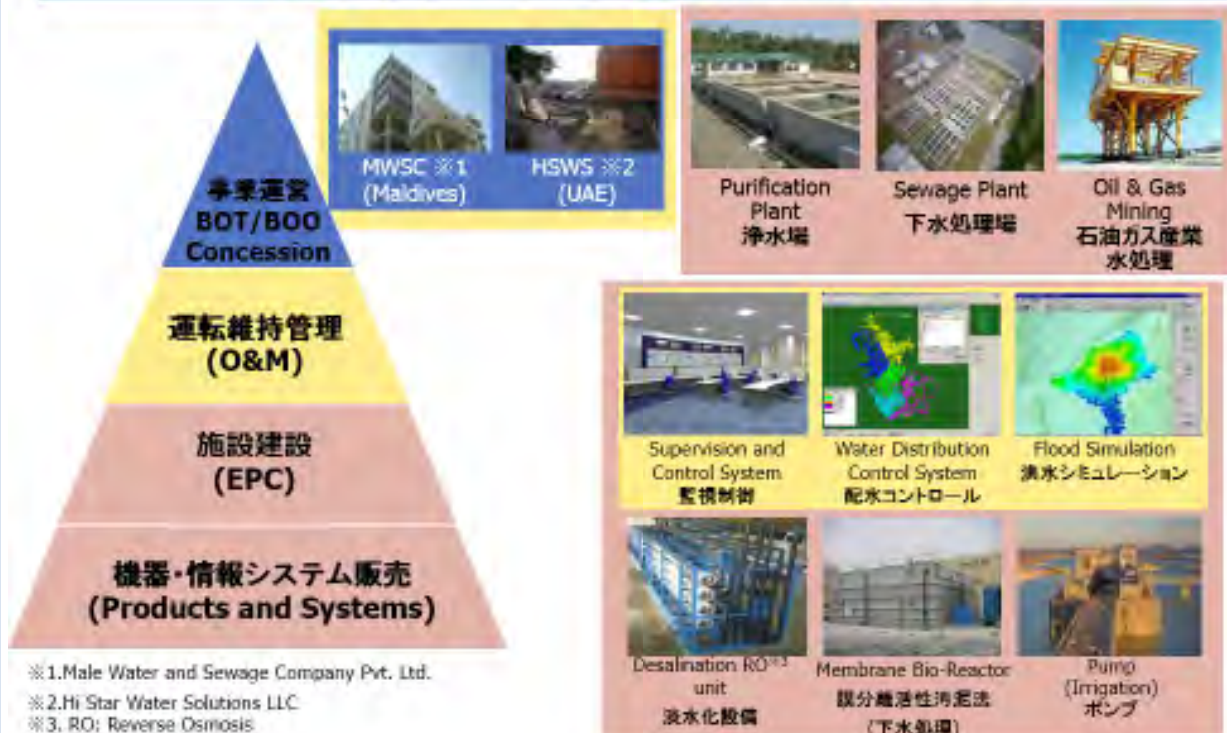 事業運営
BOT/BOO
Concession
運転維持管理
(O&M)
施設建設
(EPC)
機器・情報システム販売
(Products and Systems)
※1.Male Water and Sewage Company Pvt. Ltd.
※2.Hi Star Water Solutions LLC
※3. RO: Reverse Osmosis
MWSC ※1
(Maldives)
HSWS ※2
(UAE)
Purification
Plant
浄水場
Sewage Plant
下水処理場
Oil & Gas
Mining
石油ガス産業
水処理
Supervision and
Control System
監視制御
Water Distribution
Control System
配水コントロール
Flood Simulation
洪水シミュレーション
Desalination RO※3
unit
淡水化設備
Membrane Bio-Reactor
膜分離活性汚泥法
(下水処理)
Pump
(Irrigation)
ポンプ